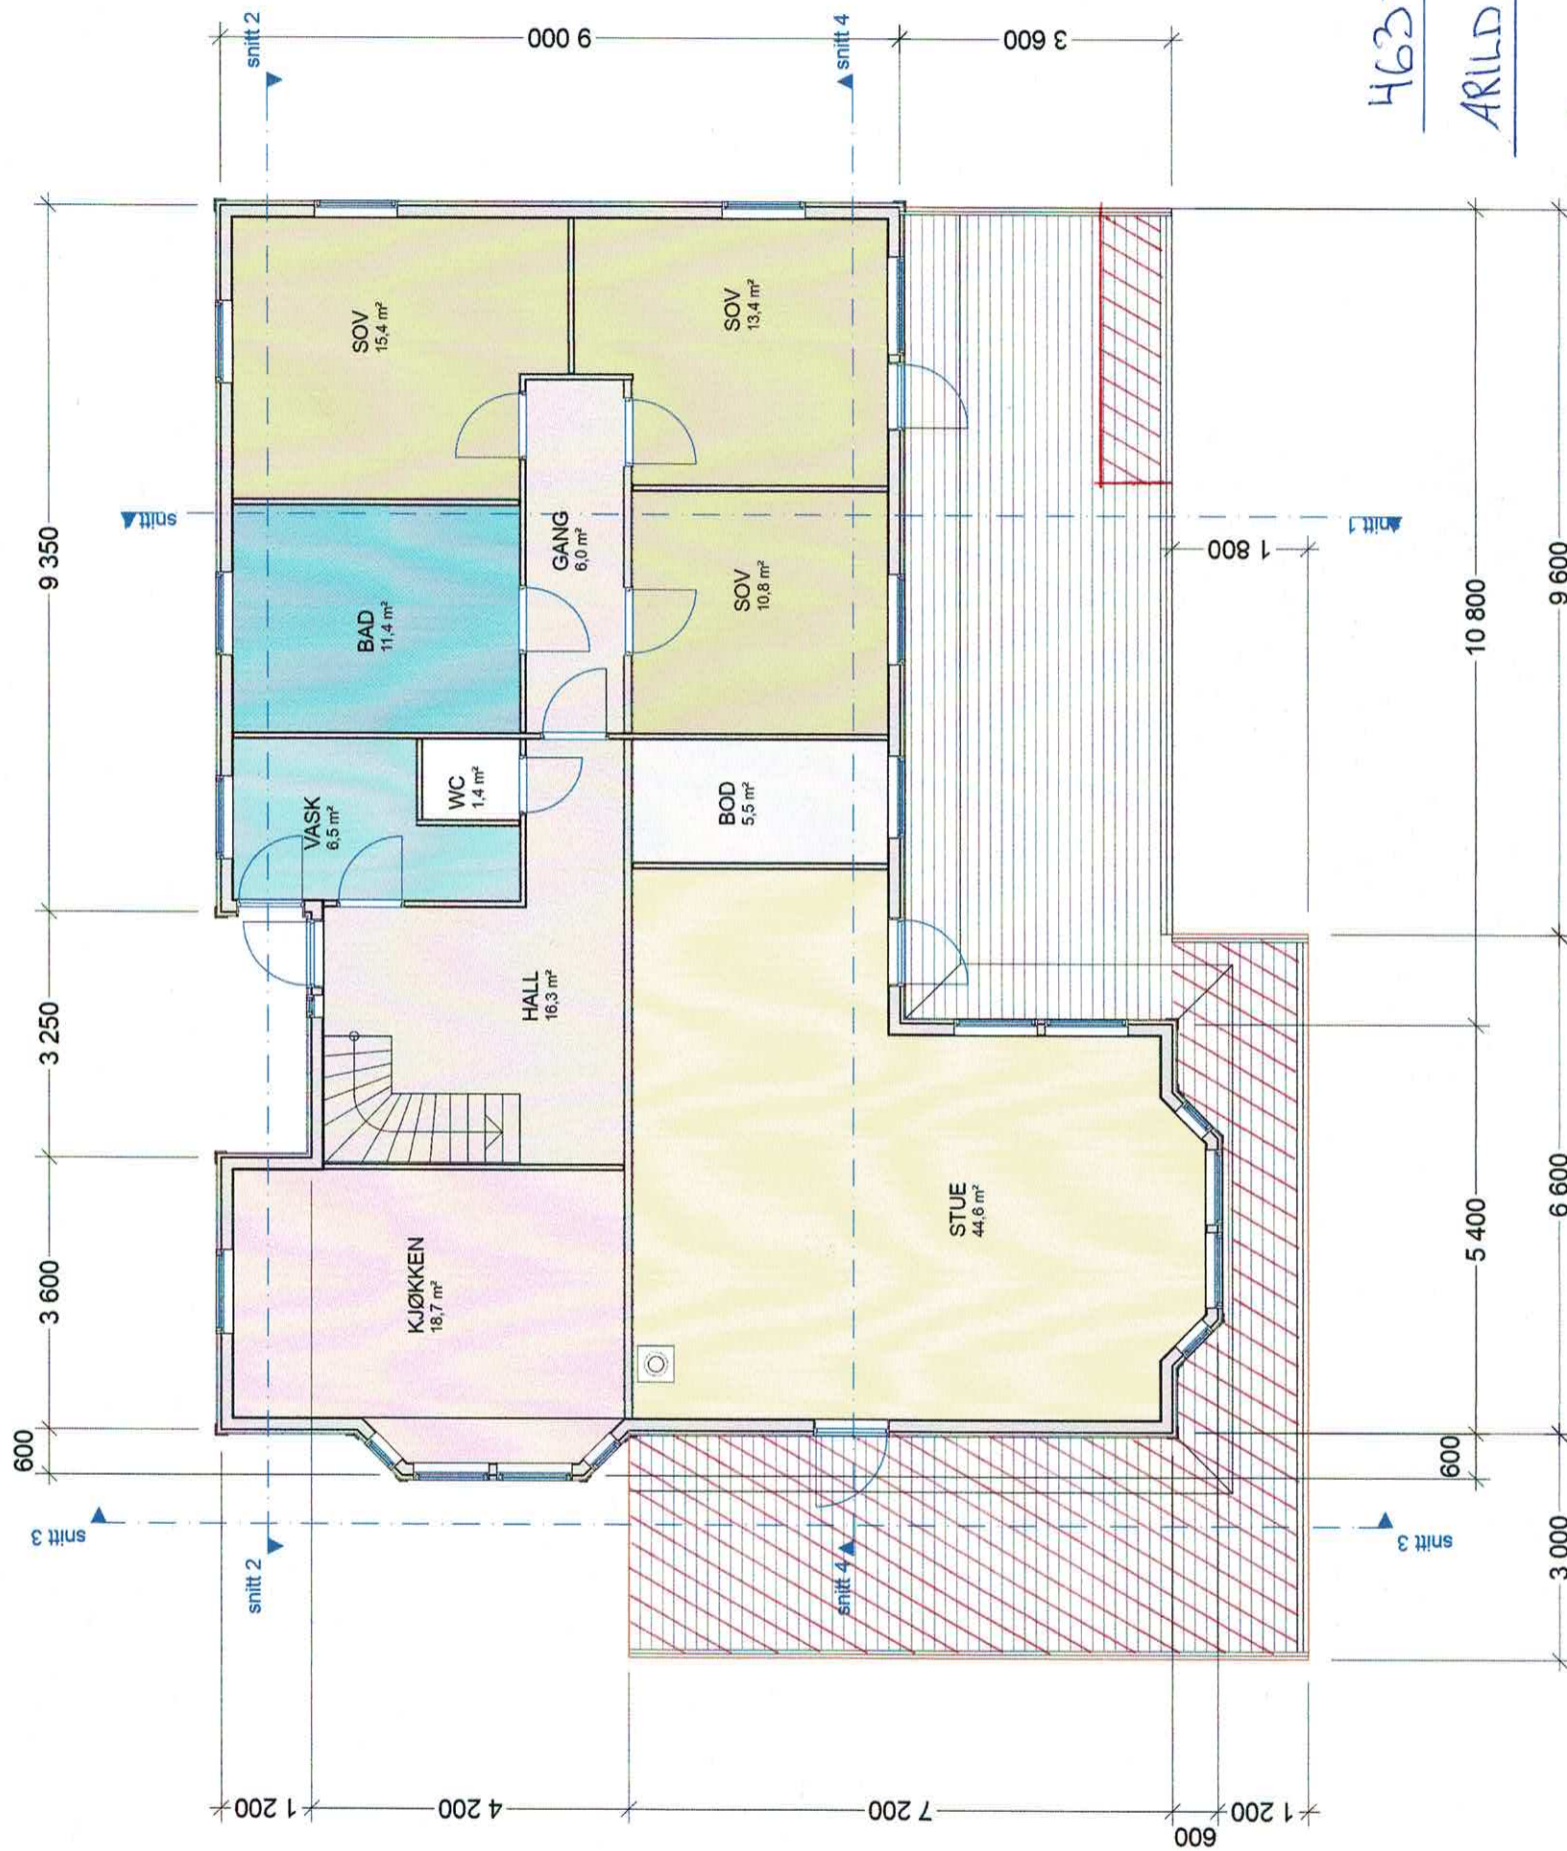 9 350
3 250
3 600
600
snitt 2
9 000
snitt 4
3 600
463
ARILD
SOV
15,4 m²
SOV
13,4 m²
snitt 1
GANG
6,0 m²
BAD
11,4 m²
SOV
10,8 m²
snitt 1
1 800
VASK
6,5 m²
WC
1,4 m²
BOD
5,5 m²
HALL
16,3 m²
KJØKKEN
18,7 m²
STUE
44,6 m²
snitt 3
snitt 2
snitt 4
snitt 3
10 800
5 400
600
9 600
6 600
3 000
1 200
4 200
7 200
600
1 200